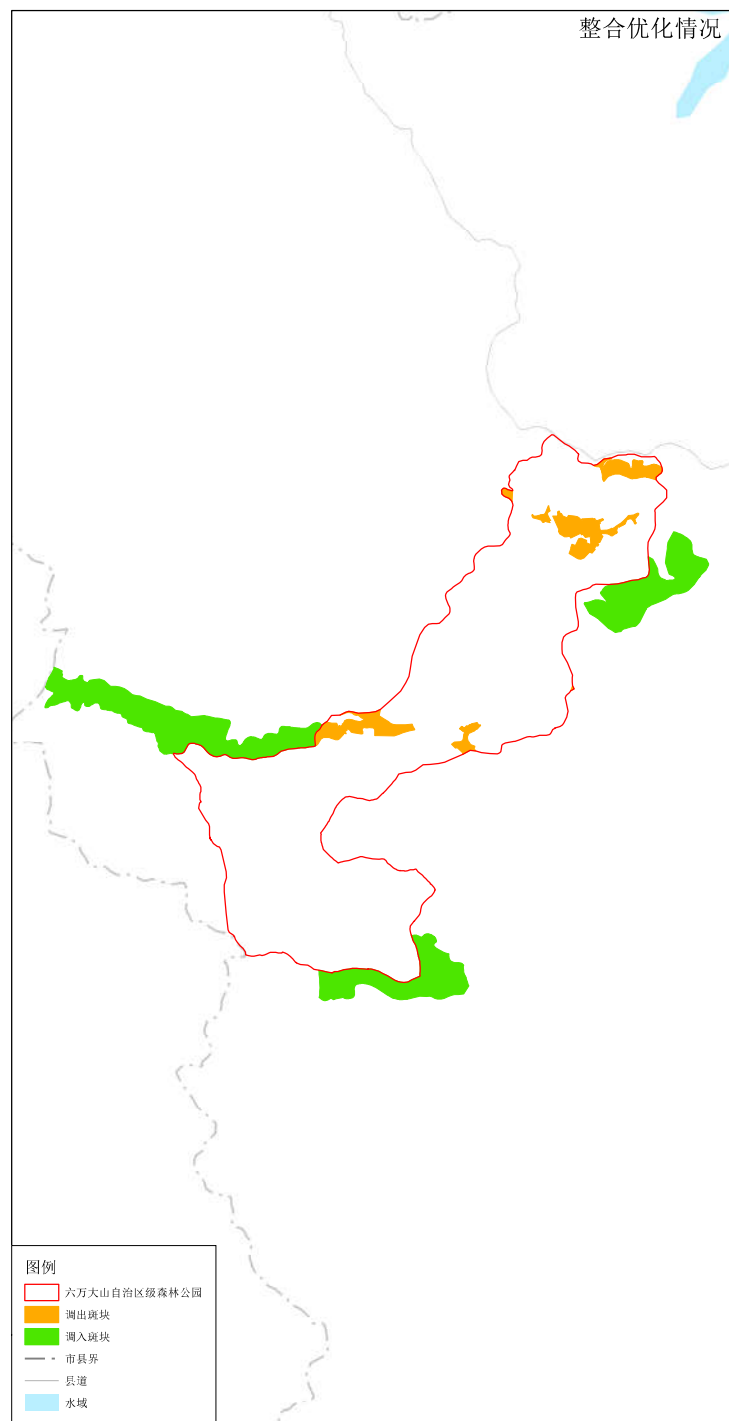 整合优化情况
图例
六万大山自治区级森林公园
调出斑块
调入斑块
市县界
县道
水域